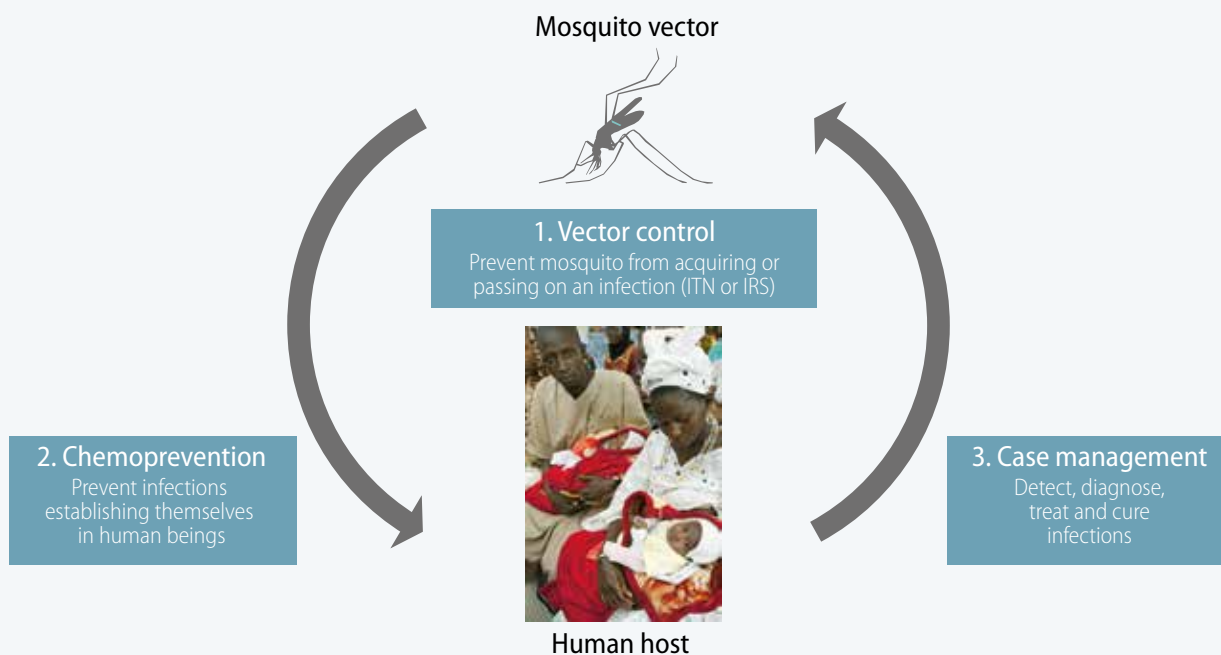 Mosquito vector
1. Vector control
Prevent mosquito from acquiring or
passing on an infection (ITN or IRS)
2. Chemoprevention
Prevent infections
establishing themselves
in human beings
3. Case management
Detect, diagnose,
treat and cure
infections
Human host